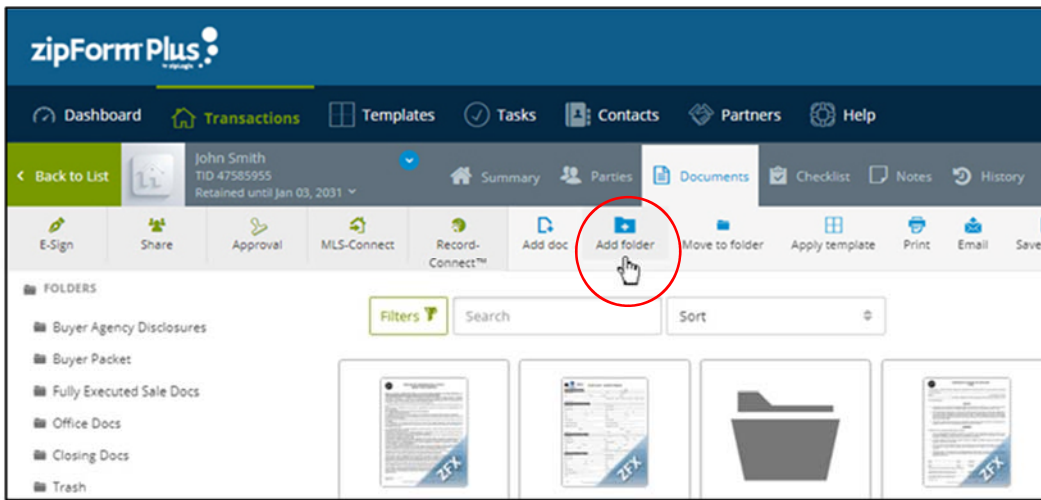 zipForm Plus
by zipLogix
Dashboard Transactions Templates Tasks Contacts Partners Help
Back to List
John Smith
TID 47585955
Retained until Jan 03, 2031
Summary Parties Documents Checklist Notes History
E-Sign Share Approval MLS-Connect Record-Connect™ Add doc Add folder Move to folder Apply template Print Email Save
FOLDERS
Filters Search Sort
Buyer Agency Disclosures
Buyer Packet
Fully Executed Sale Docs
Office Docs
Closing Docs
Trash
ZFX ZFX ZFX